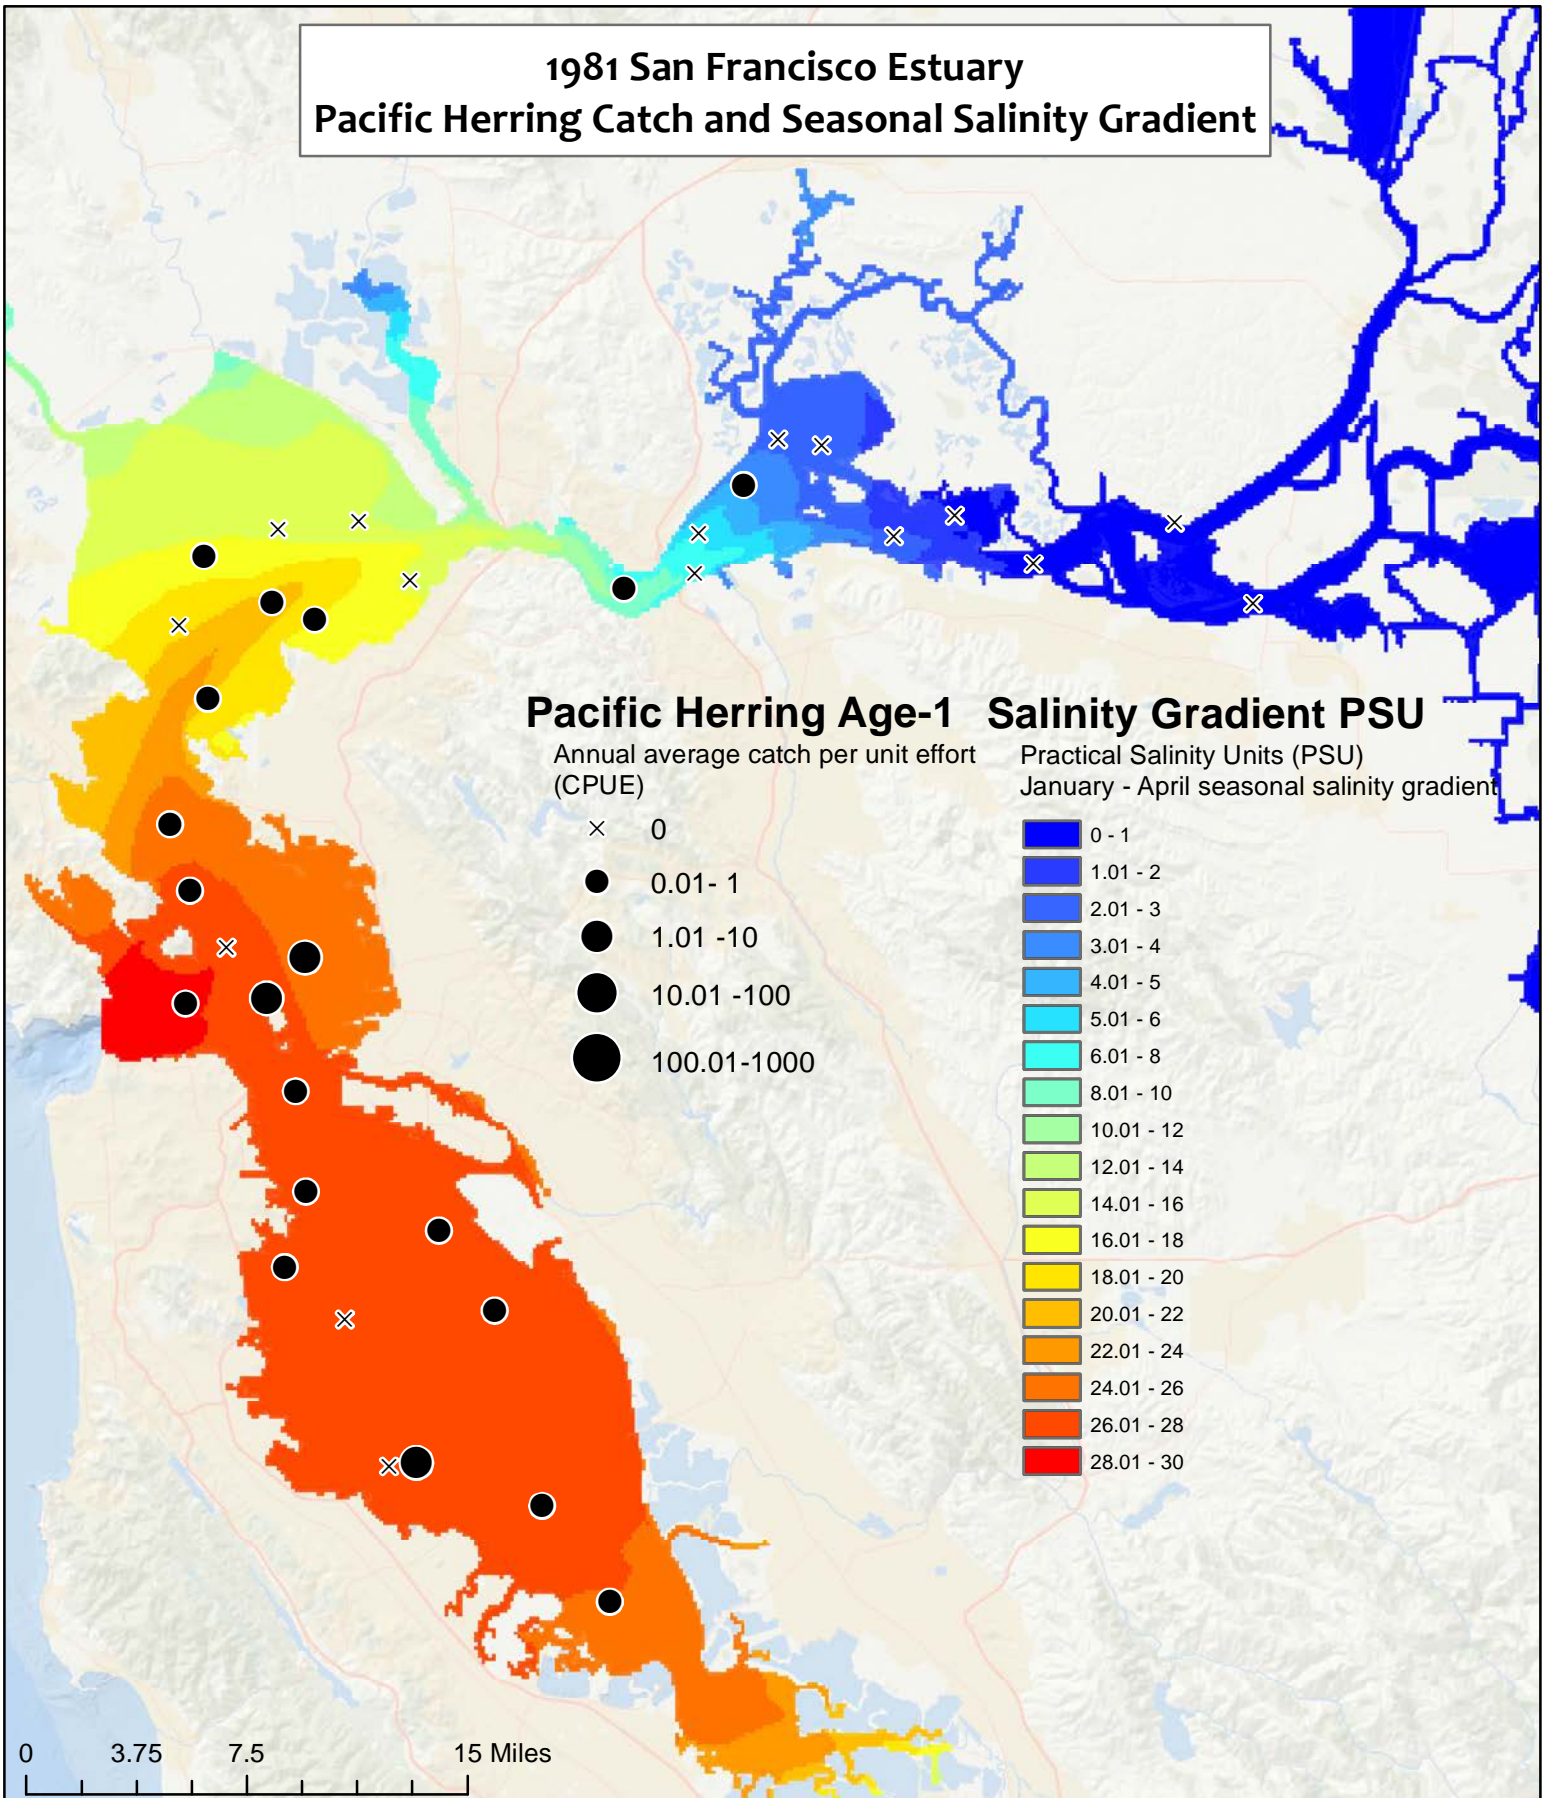 1981 San Francisco Estuary
Pacific Herring Catch and Seasonal Salinity Gradient
Pacific Herring Age-1
Annual average catch per unit effort
(CPUE)
0
0.01- 1
1.01 -10
10.01 -100
100.01-1000
Salinity Gradient PSU
Practical Salinity Units (PSU)
January - April seasonal salinity gradient
0 - 1
1.01 - 2
2.01 - 3
3.01 - 4
4.01 - 5
5.01 - 6
6.01 - 8
8.01 - 10
10.01 - 12
12.01 - 14
14.01 - 16
16.01 - 18
18.01 - 20
20.01 - 22
22.01 - 24
24.01 - 26
26.01 - 28
28.01 - 30
0 3.75 7.5 15 Miles